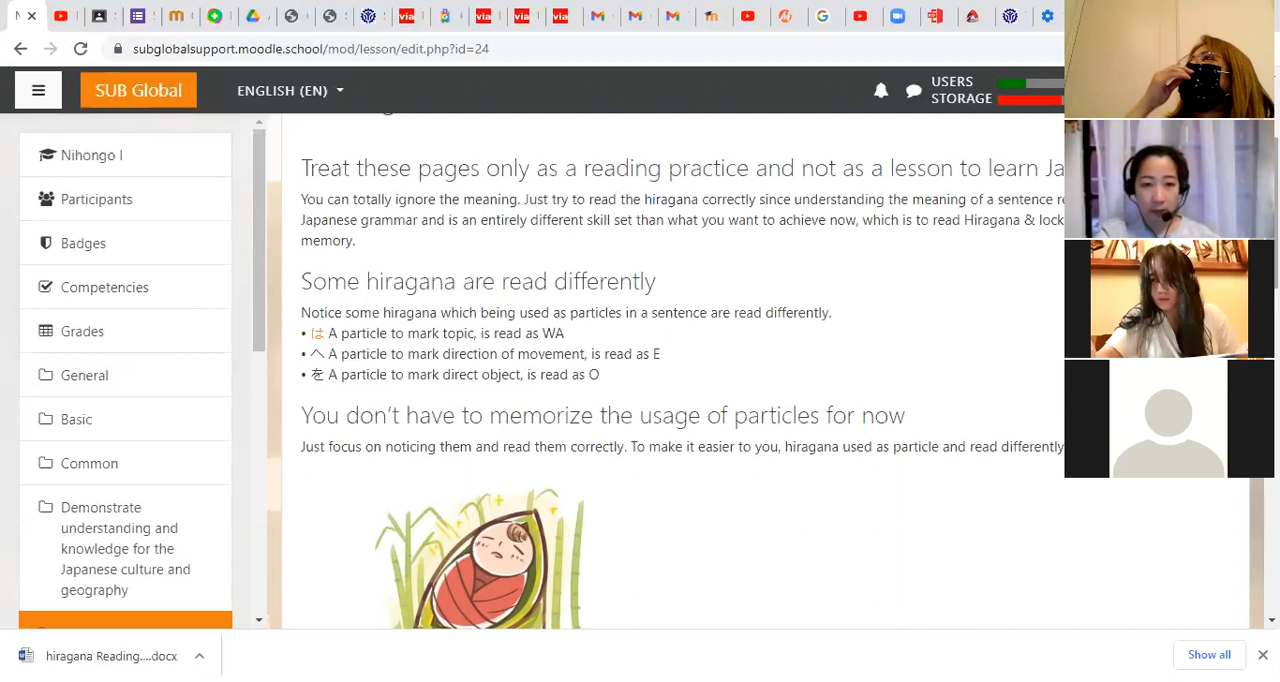 subglobalsupport.moodle.school/mod/lesson/edit.php?id=24
SUB Global
ENGLISH (EN)
USERS
STORAGE
Nihongo I
Participants
Badges
Competencies
Grades
General
Basic
Common
Demonstrate
understanding and
knowledge for the
Japanese culture and
geography
Treat these pages only as a reading practice and not as a lesson to learn Ja
You can totally ignore the meaning. Just try to read the hiragana correctly since understanding the meaning of a sentence re
Japanese grammar and is an entirely different skill set than what you want to achieve now, which is to read Hiragana & lock
memory.
Some hiragana are read differently
Notice some hiragana which being used as particles in a sentence are read differently.
• は A particle to mark topic, is read as WA
• へ A particle to mark direction of movement, is read as E
• を A particle to mark direct object, is read as O
You don’t have to memorize the usage of particles for now
Just focus on noticing them and read them correctly. To make it easier to you, hiragana used as particle and read differently
hiragana Reading....docx
Show all